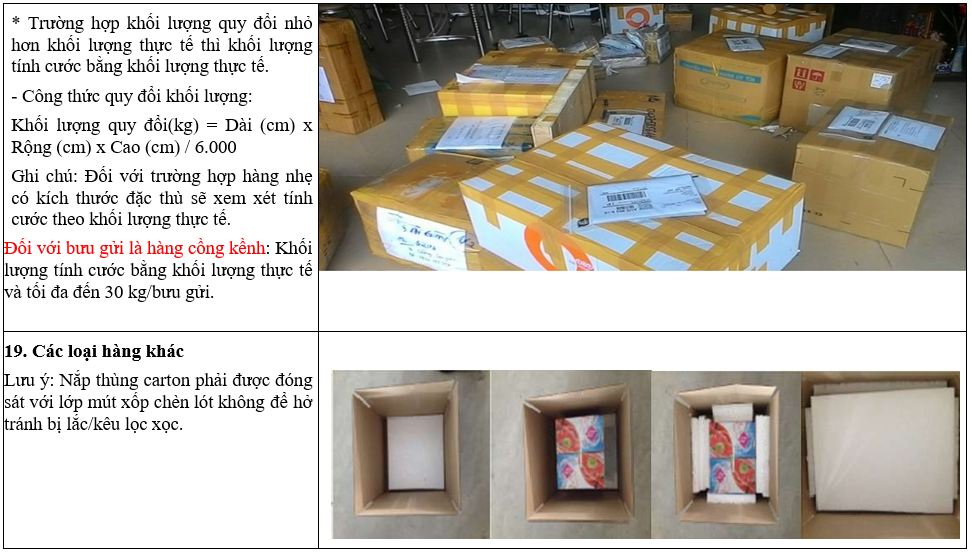 * Trường hợp khối lượng quy đổi nhỏ
hơn khối lượng thực tế thì khối lượng
tính cước bằng khối lượng thực tế.
- Công thức quy đổi khối lượng:
Khối lượng quy đổi(kg) = Dài (cm) x
Rộng (cm) x Cao (cm) / 6.000
Ghi chú: Đối với trường hợp hàng nhẹ
có kích thước đặc thù sẽ xem xét tính
cước theo khối lượng thực tế.
Đối với bưu gửi là hàng cồng kềnh: Khối
lượng tính cước bằng khối lượng thực tế
và tối đa đến 30 kg/bưu gửi.
19. Các loại hàng khác
Lưu ý: Nắp thùng carton phải được đóng
sát với lớp mút xốp chèn lót không để hở
tránh bị lắc/kêu lọc xọc.